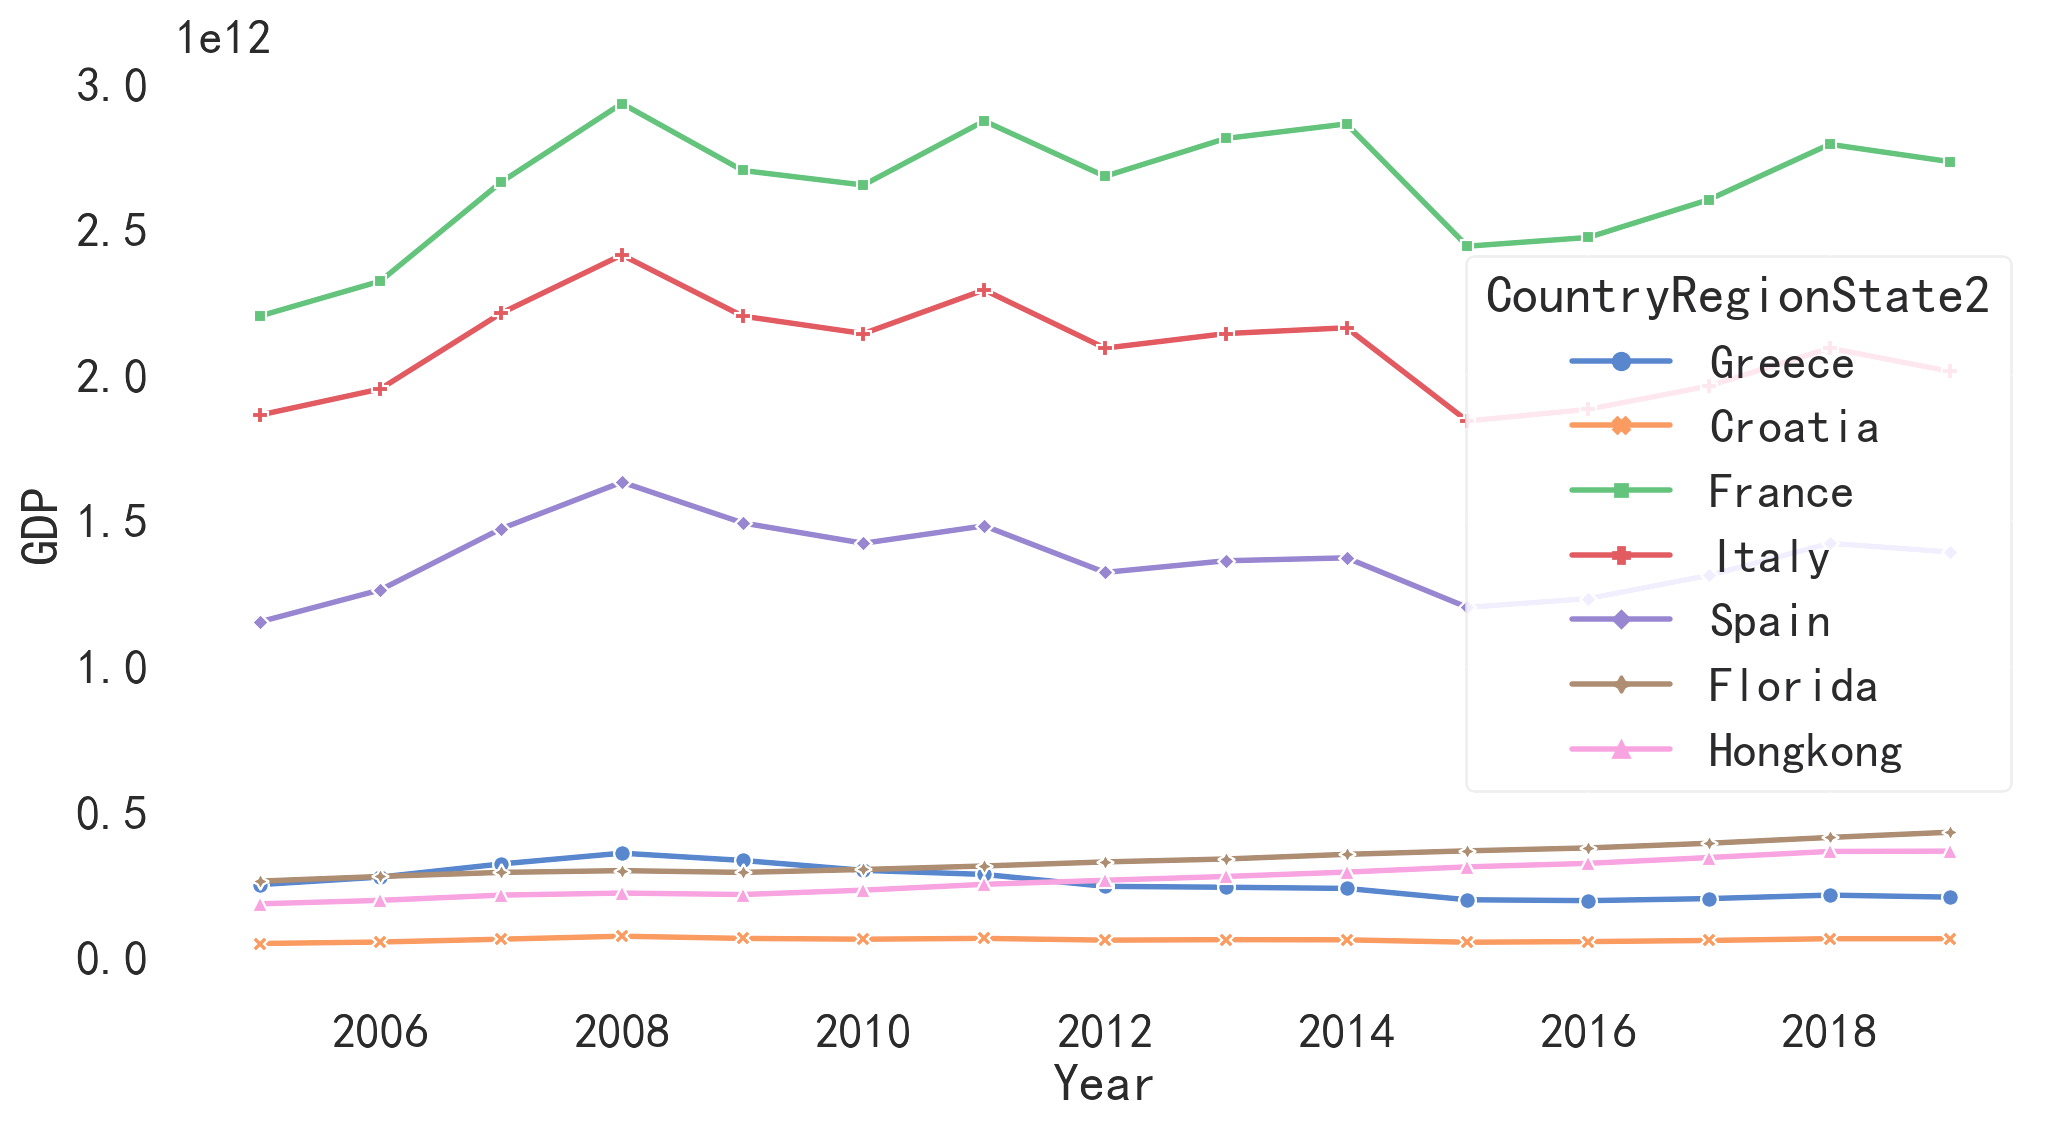 1e12
3.0
2.5
2.0
1.5
1.0
0.5
0.0
GDP
CountryRegionState2
Greece
Croatia
France
Italy
Spain
Florida
Hongkong
2006 2008 2010 2012 2014 2016 2018
Year